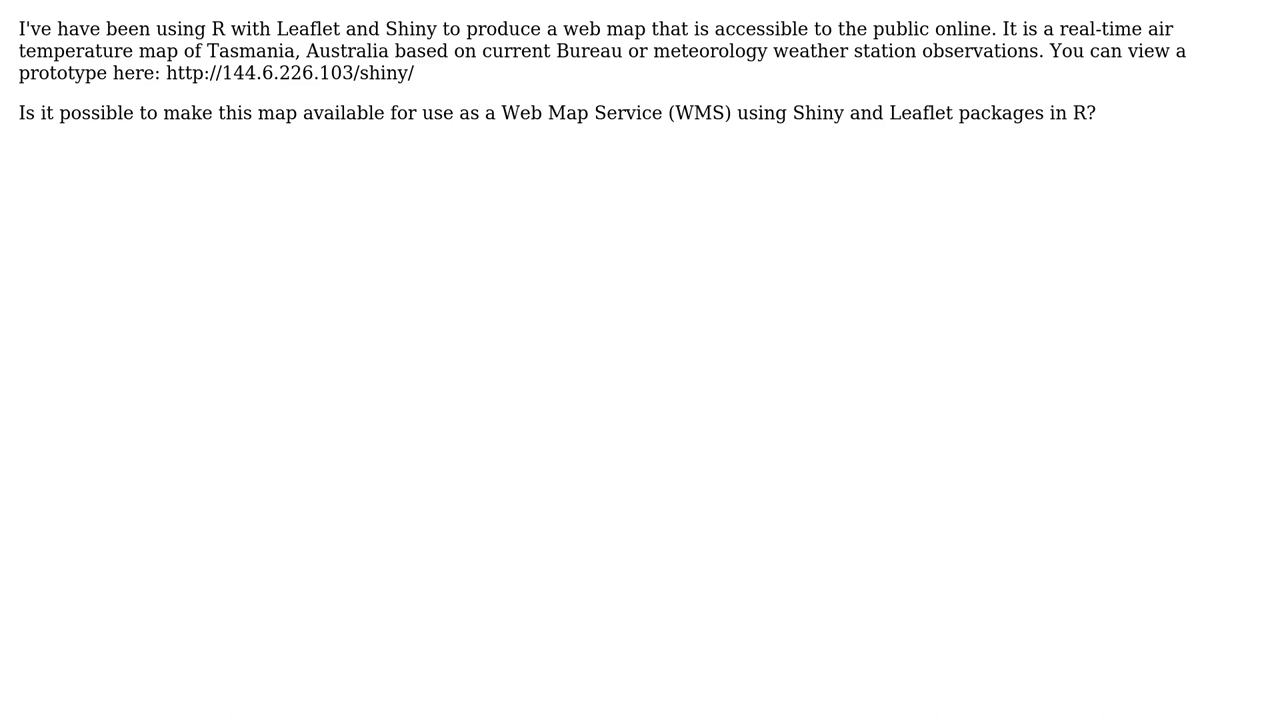 I've have been using R with Leaflet and Shiny to produce a web map that is accessible to the public online. It is a real-time air
temperature map of Tasmania, Australia based on current Bureau or meteorology weather station observations. You can view a
prototype here: http://144.6.226.103/shiny/
Is it possible to make this map available for use as a Web Map Service (WMS) using Shiny and Leaflet packages in R?